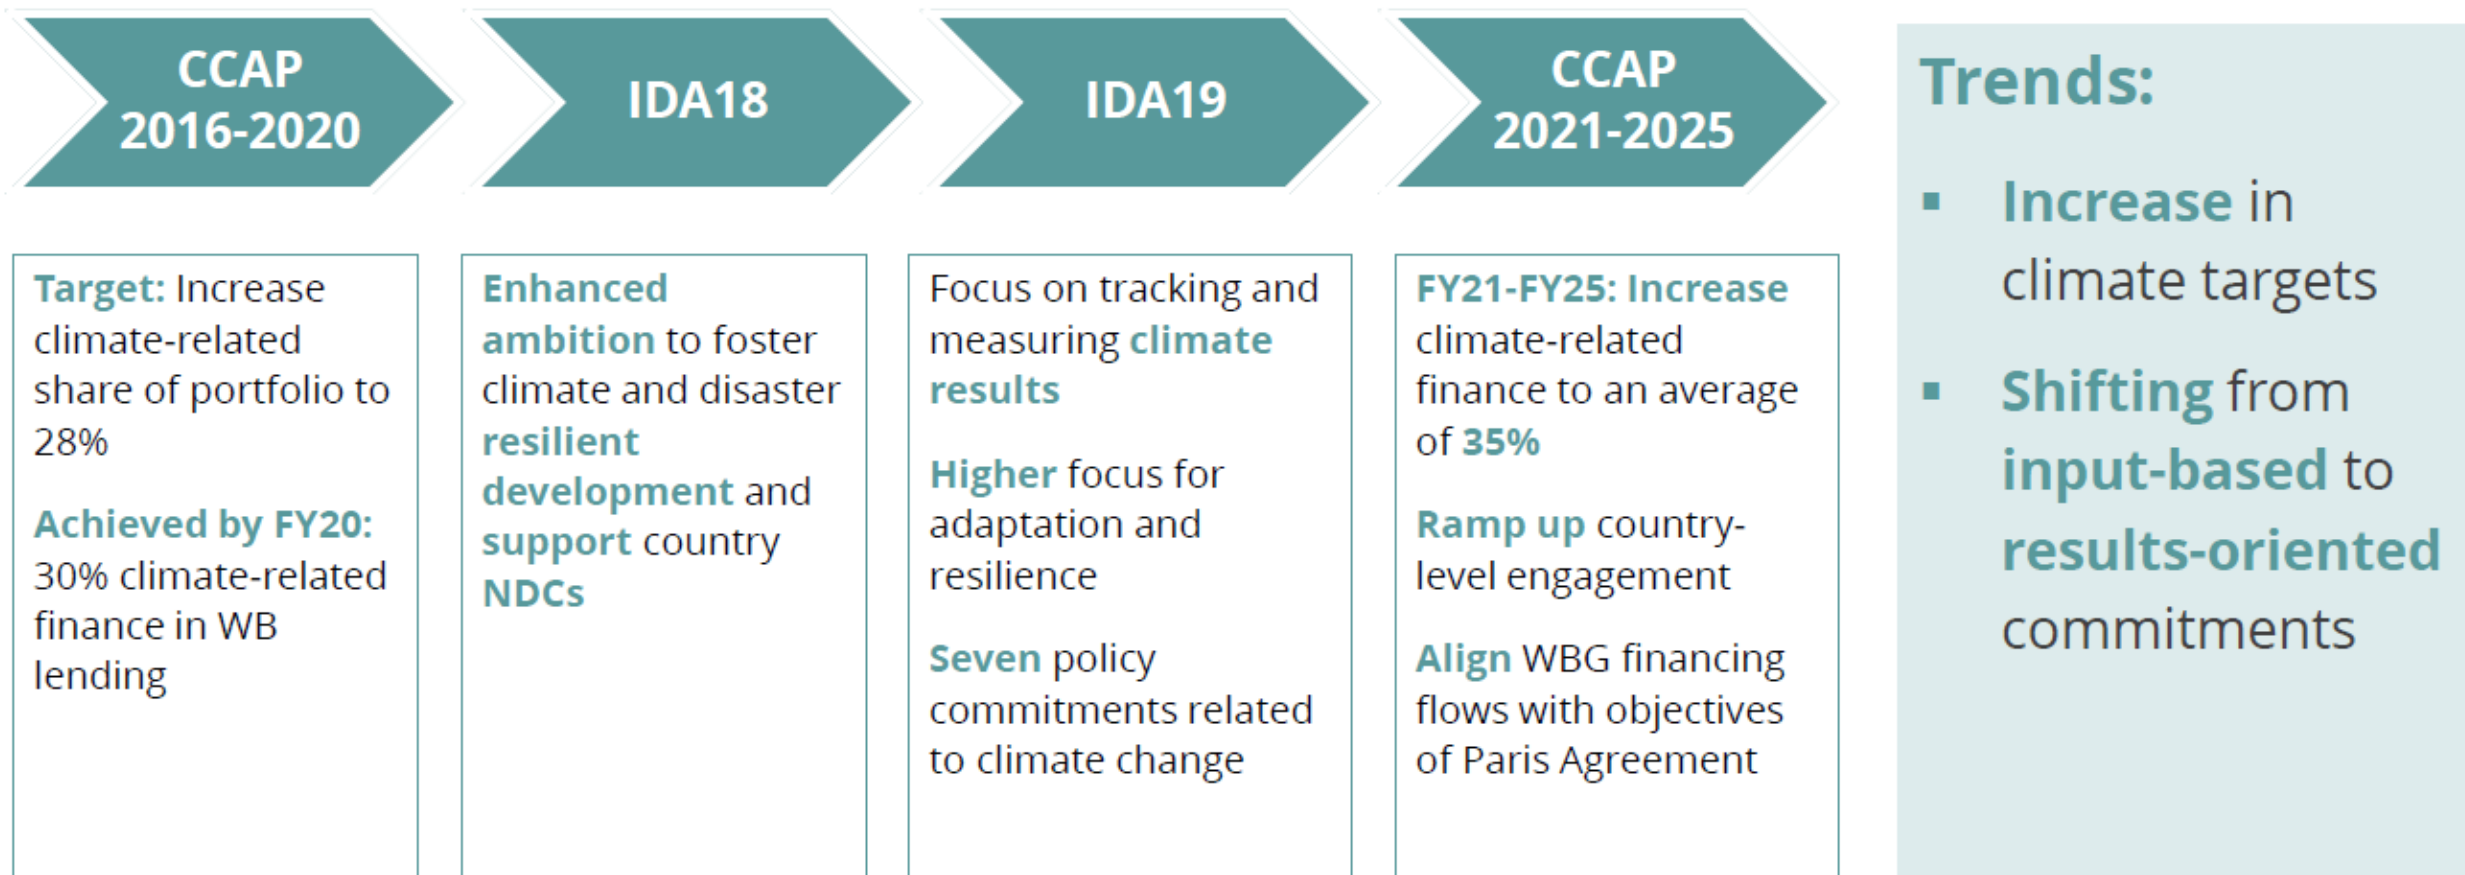 CCAP
2016-2020
IDA18
IDA19
CCAP
2021-2025
Target: Increase
climate-related
share of portfolio to
28%
Achieved by FY20:
30% climate-related
finance in WB
lending
Enhanced
ambition to foster
climate and disaster
resilient
development and
support country
NDCs
Focus on tracking and
measuring climate
results
Higher focus for
adaptation and
resilience
Seven policy
commitments related
to climate change
FY21-FY25: Increase
climate-related
finance to an average
of 35%
Ramp up country-
level engagement
Align WBG financing
flows with objectives
of Paris Agreement
Trends:
▪ Increase in
climate targets
▪ Shifting from
input-based to
results-oriented
commitments